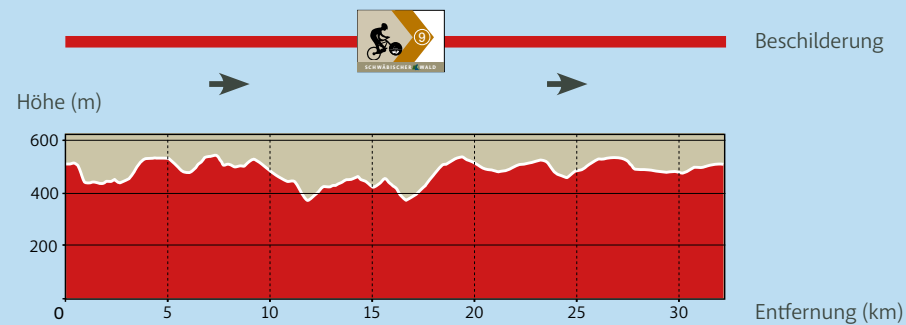 9
SCHWÄBISCHER WALD
Beschilderung
Höhe (m)
600
400
200
0 5 10 15 20 25 30 Entfernung (km)